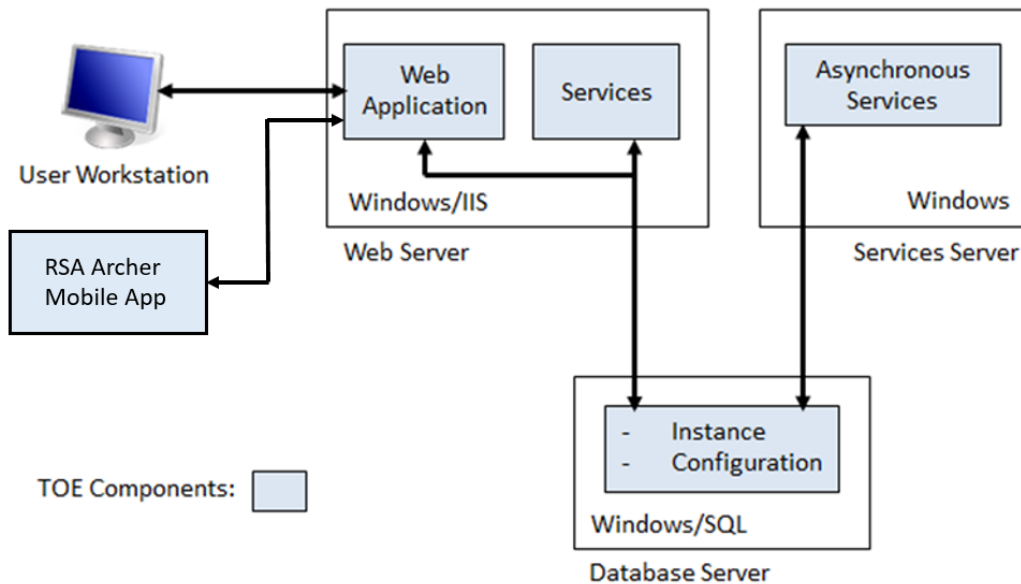 Web
Application
Services
Asynchronous
Services
User Workstation
Windows/IIS
Windows
Web Server
Services Server
RSA Archer
Mobile App
- Instance
- Configuration
TOE Components:
Windows/SQL
Database Server